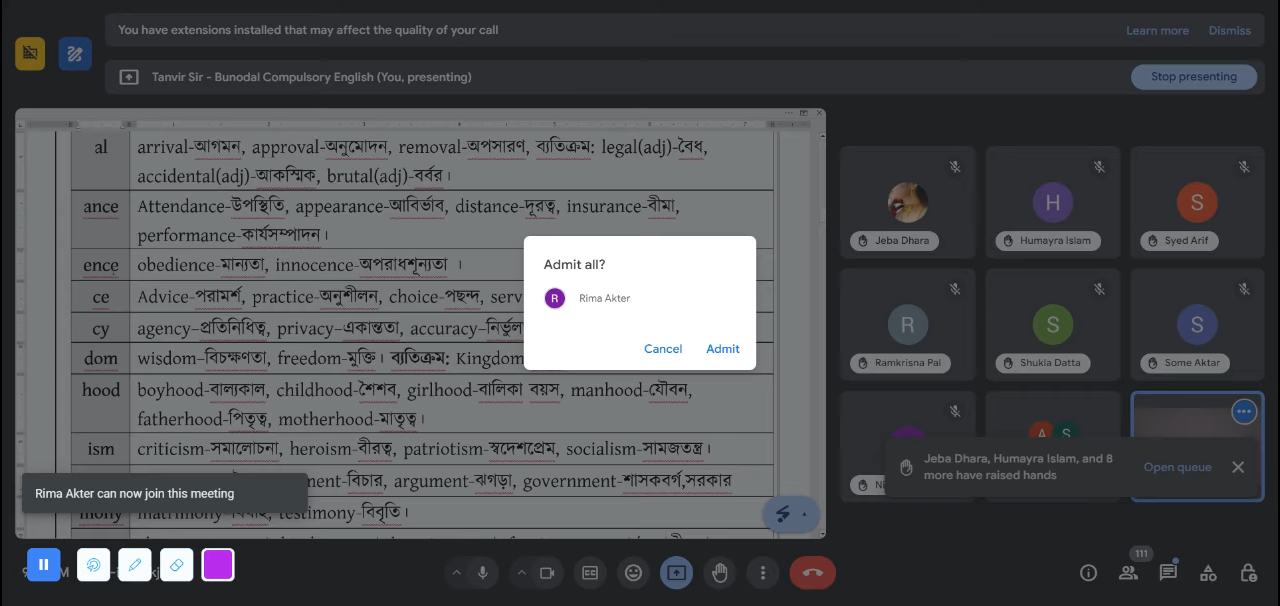 You have extensions installed that may affect the quality of your call
Learn more
Dismiss
Tanvir Sir - Bunodal Compulsory English (You, presenting)
Stop presenting
al
arrival-আগমন, approval-অনুমোদন, removal-অপসারণ, ব্যতিক্রম: legal(adj)-বৈধ,
accidental(adj)-আকস্মিক, brutal(adj)-বর্বর।
ance
Attendance-উপস্থিতি, appearance-আবির্ভাব, distance-দূরত্ব, insurance-বীমা,
performance-কার্যসম্পাদন।
ence
obedience-মান্যতা, innocence-অপরাধশূন্যতা ।
ce
Advice-পরামর্শ, practice-অনুশীলন, choice-পছন্দ, serv
cy
agency–প্রতিনিধিত্ব, privacy-একান্ততা, accuracy-নির্ভুল
dom
wisdom-বিচক্ষণতা, freedom-মুক্তি। ব্যতিক্রম: Kingdom
hood
boyhood-বাল্যকাল, childhood-শৈশব, girlhood-বালিকা বয়স, manhood-যৌবন,
fatherhood-পিতৃত্ব, motherhood-মাতৃত্ব।
ism
criticism-সমালোচনা, heroism-বীরত্ব, patriotism-স্বদেশপ্রেম, socialism-সামজতন্ত্র।
ment-বিচার, argument-ঝগড়া, government-শাসকবর্গ,সরকার
testimony-বিবৃতি।
Admit all?
R
Rima Akter
Cancel
Admit
Rima Akter can now join this meeting
Jeba Dhara
H
Humayra Islam
S
Syed Arif
R
Ramkrisna Pal
S
Shukla Datta
S
Some Aktar
A S
Jeba Dhara, Humayra Islam, and 8
more have raised hands
Open queue
111